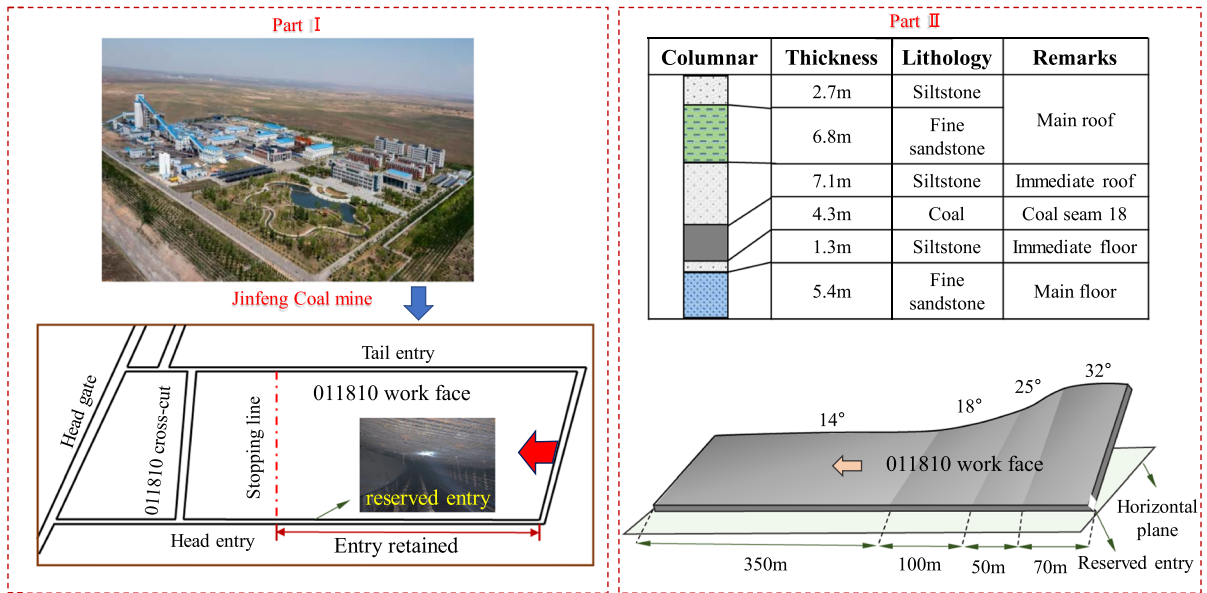 Part Ⅰ
Jinfeng Coal mine
Tail entry
Head gate
011810 cross-cut
Stopping line
011810 work face
reserved entry
Head entry
Entry retained
Part Ⅱ
Columnar Thickness Lithology Remarks
2.7m Siltstone
Main roof
6.8m Fine
sandstone
7.1m Siltstone Immediate roof
4.3m Coal Coal seam 18
1.3m Siltstone Immediate floor
5.4m Fine
sandstone
Main floor
14°
18°
25°
32°
011810 work face
Horizontal
plane
Reserved entry
350m
100m
50m
70m